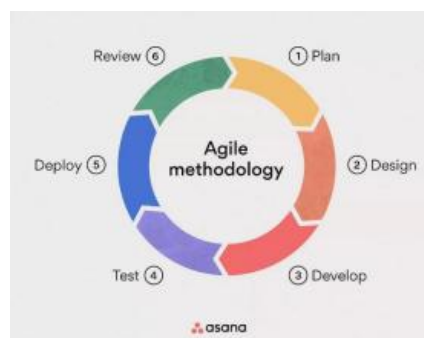 Review 6
1 Plan
Agile
methodology
Deploy 5
2 Design
Test 4
3 Develop
asana